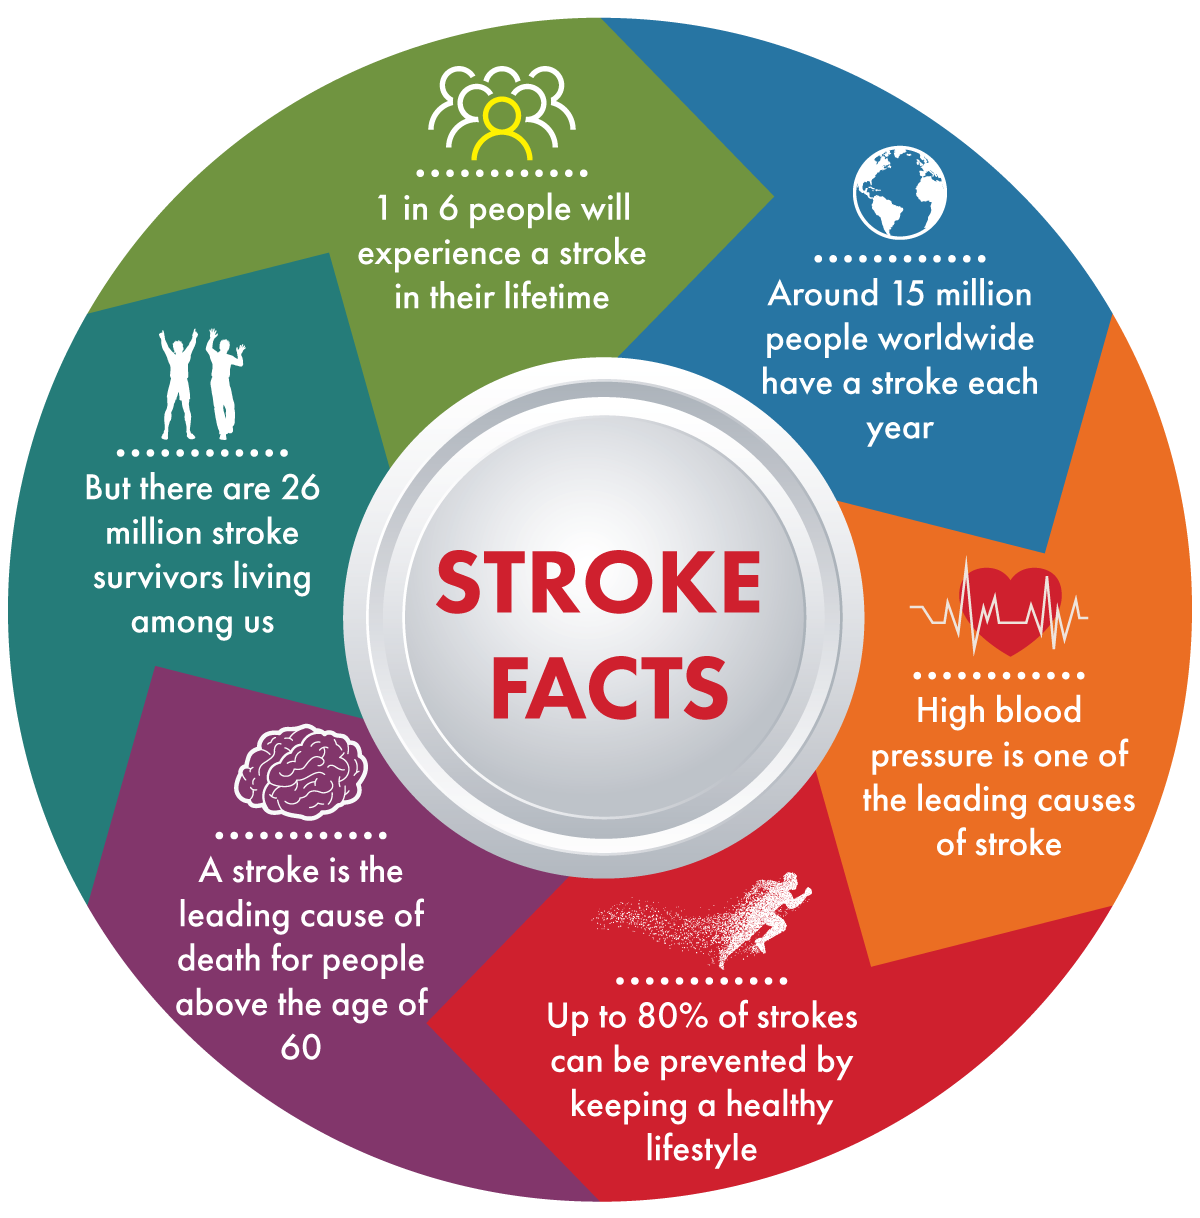 1 in 6 people will
experience a stroke
in their lifetime
Around 15 million
people worldwide
have a stroke each
year
High blood
pressure is one of
the leading causes
of stroke
Up to 80% of strokes
can be prevented by
keeping a healthy
lifestyle
A stroke is the
leading cause of
death for people
above the age of
60
But there are 26
million stroke
survivors living
among us
STROKE
FACTS